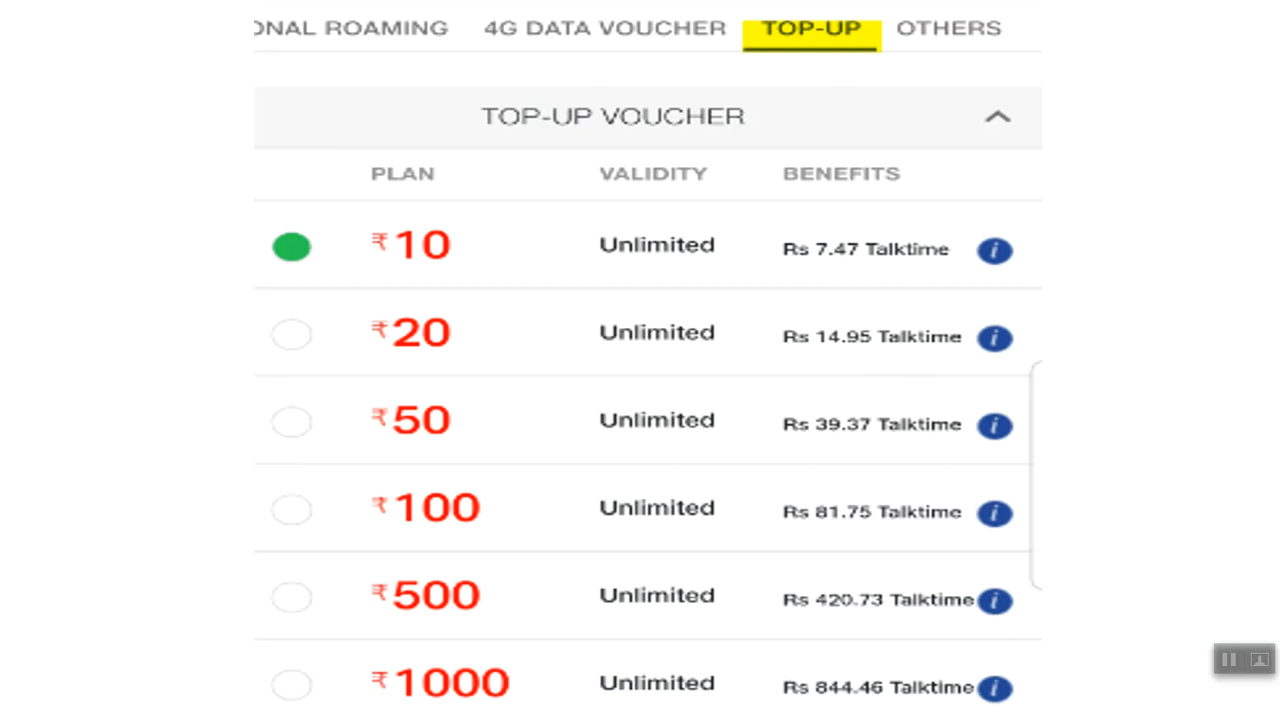 ONAL ROAMING 4G DATA VOUCHER TOP-UP OTHERS
TOP-UP VOUCHER
PLAN VALIDITY BENEFITS
₹10 Unlimited Rs 7.47 Talktime i
₹20 Unlimited Rs 14.95 Talktime i
₹50 Unlimited Rs 39.37 Talktime i
₹100 Unlimited Rs 81.75 Talktime i
₹500 Unlimited Rs 420.73 Talktime i
₹1000 Unlimited Rs 844.46 Talktime i